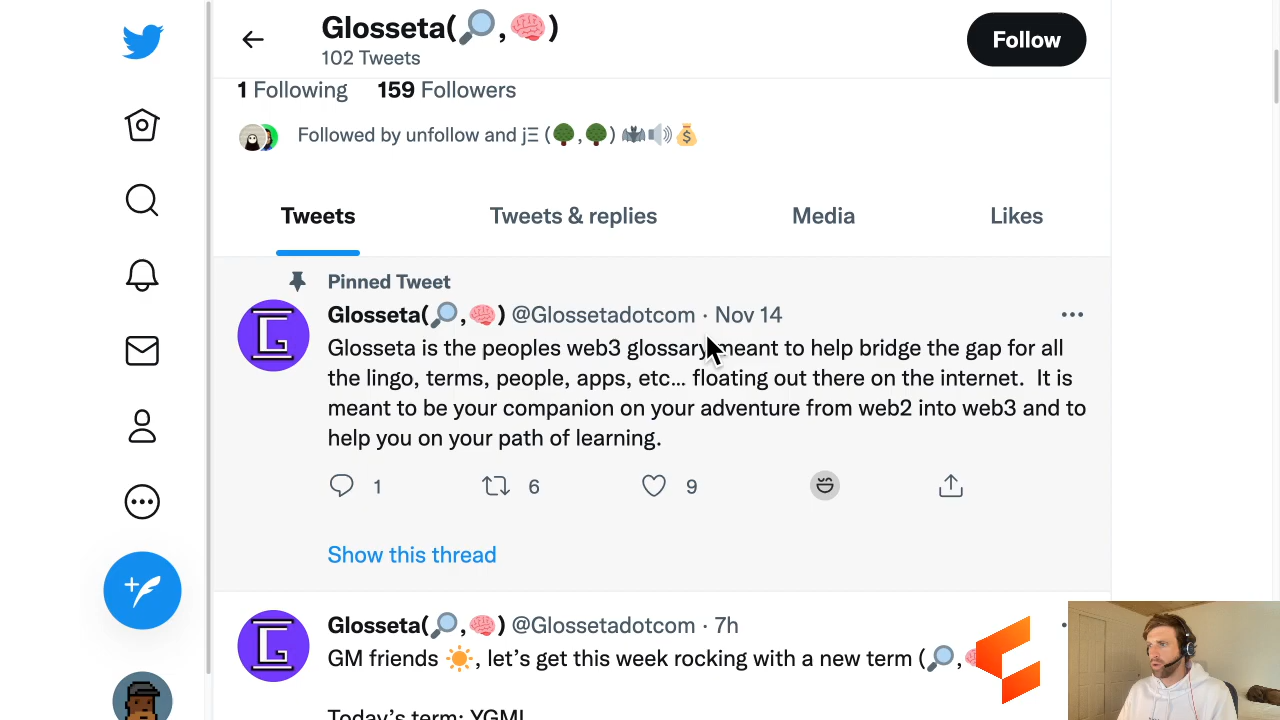 Glosseta(🔎,🧠)
102 Tweets
Follow
1 Following 159 Followers
Followed by unfollow and jΞ (🌳,🌳) 🦇🔊💰
Tweets Tweets & replies Media Likes
Pinned Tweet
Glosseta(🔎,🧠) @Glossetadotcom · Nov 14
Glosseta is the peoples web3 glossary meant to help bridge the gap for all
the lingo, terms, people, apps, etc... floating out there on the internet. It is
meant to be your companion on your adventure from web2 into web3 and to
help you on your path of learning.
1 6 9
Show this thread
Glosseta(🔎,🧠) @Glossetadotcom · 7h
GM friends ☀️, let's get this week rocking with a new term (🔎,🧠
Today's term: YGMI